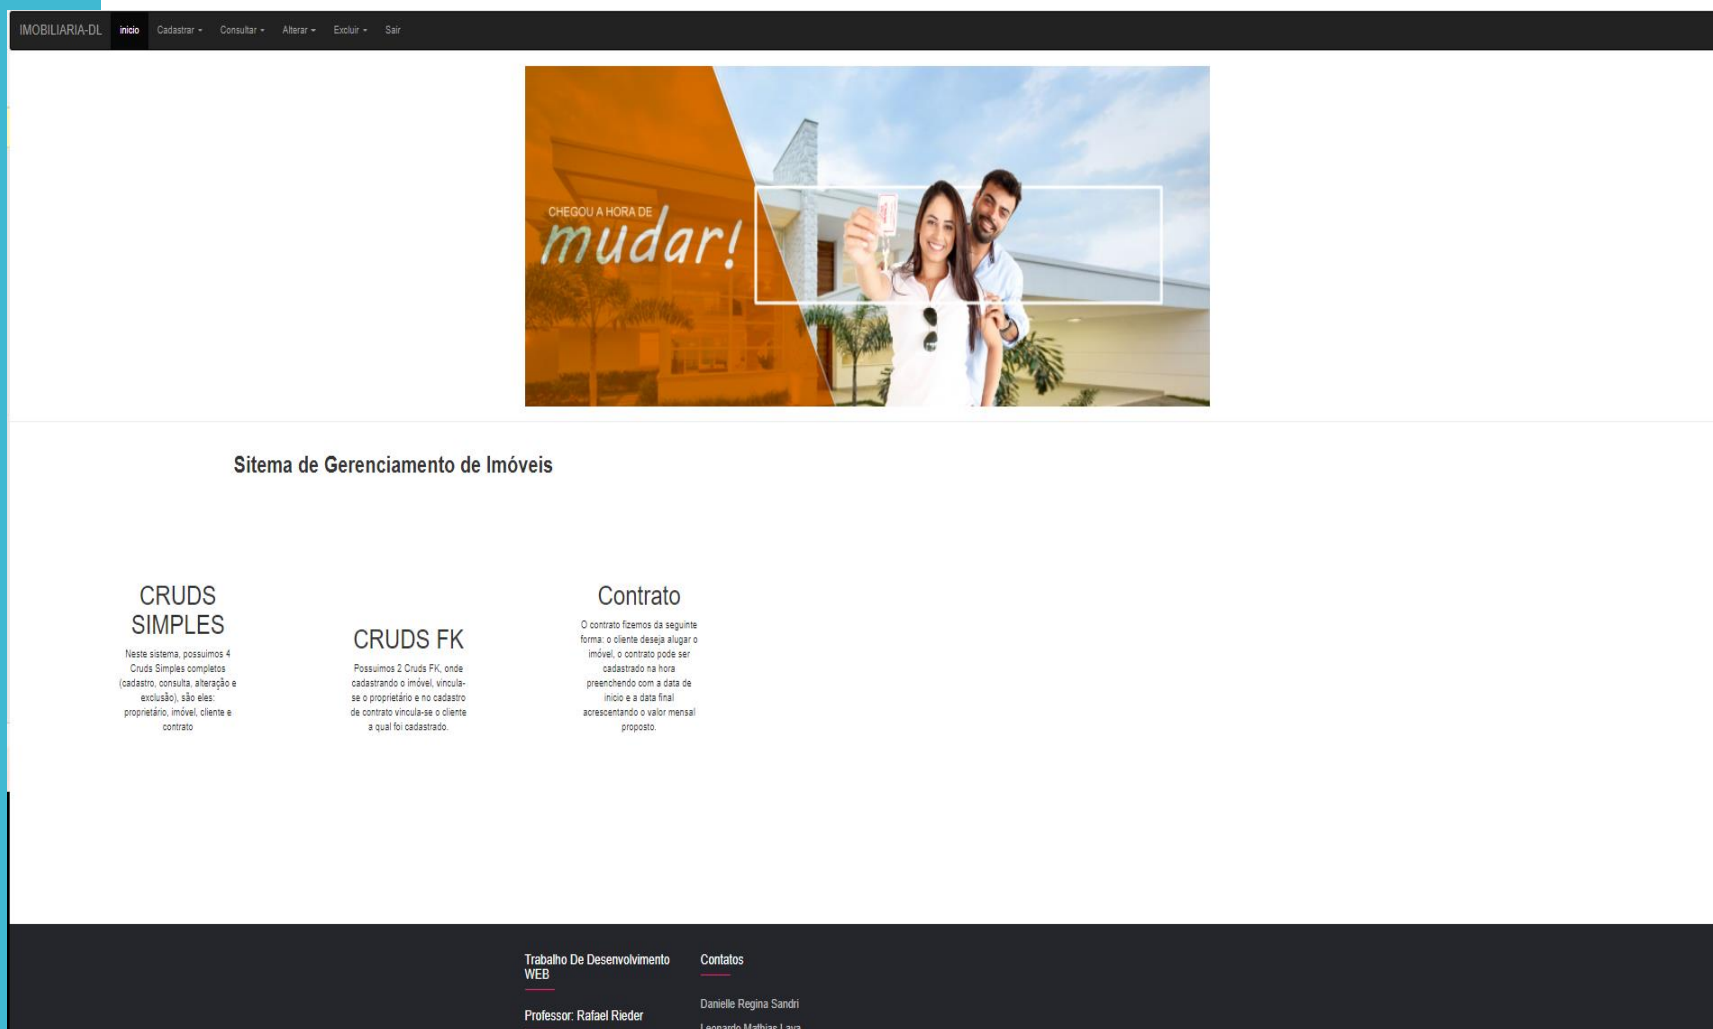 IMOBILIARIA-DL inicio Cadastrar Consultar Alterar Excluir Sair
CHEGOU A HORA DE
mudar!
Sitema de Gerenciamento de Imóveis
CRUDS
SIMPLES
Neste sistema, possuimos 4
Cruds Simples completos
(cadastro, consulta, alteração e
exclusão), são eles:
proprietário, imóvel, cliente e
contrato
CRUDS FK
Possuimos 2 Cruds FK, onde
cadastrando o imóvel, vincula-
se o proprietário e no cadastro
de contrato vincula-se o cliente
a qual foi cadastrado.
Contrato
O contrato fizemos da seguinte
forma: o cliente deseja alugar o
imóvel, o contrato pode ser
cadastrado na hora
preenchendo com a data de
inicio e a data final
acrescentando o valor mensal
proposto.
Trabalho De Desenvolvimento
WEB
Professor: Rafael Rieder
Contatos
Danielle Regina Sandri
Leonardo Mathias Lava